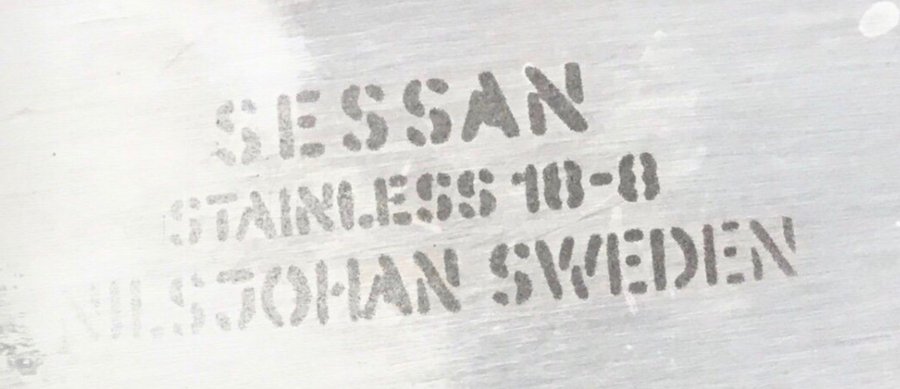 SESSAN
STAINLESS 18-8
NILSJOHAN SWEDEN